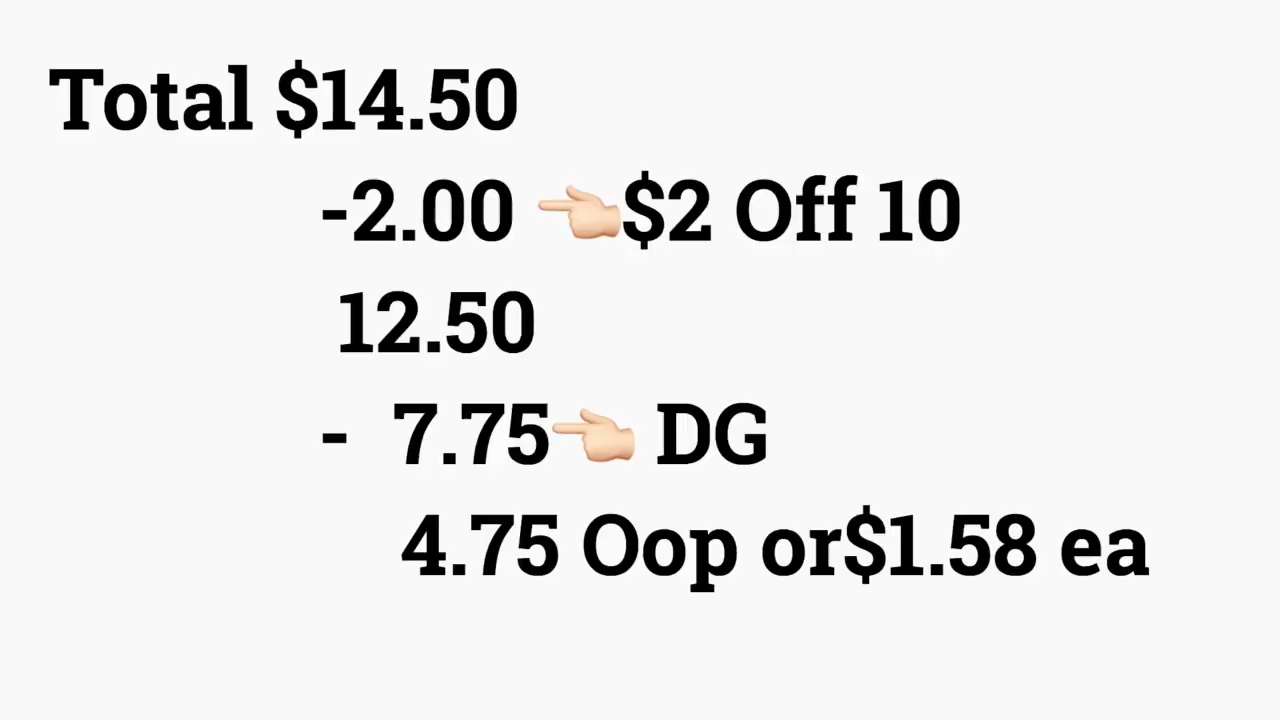 Total $14.50
-2.00 👈🏻$2 Off 10
12.50
- 7.75👈🏻 DG
4.75 Oop or$1.58 ea